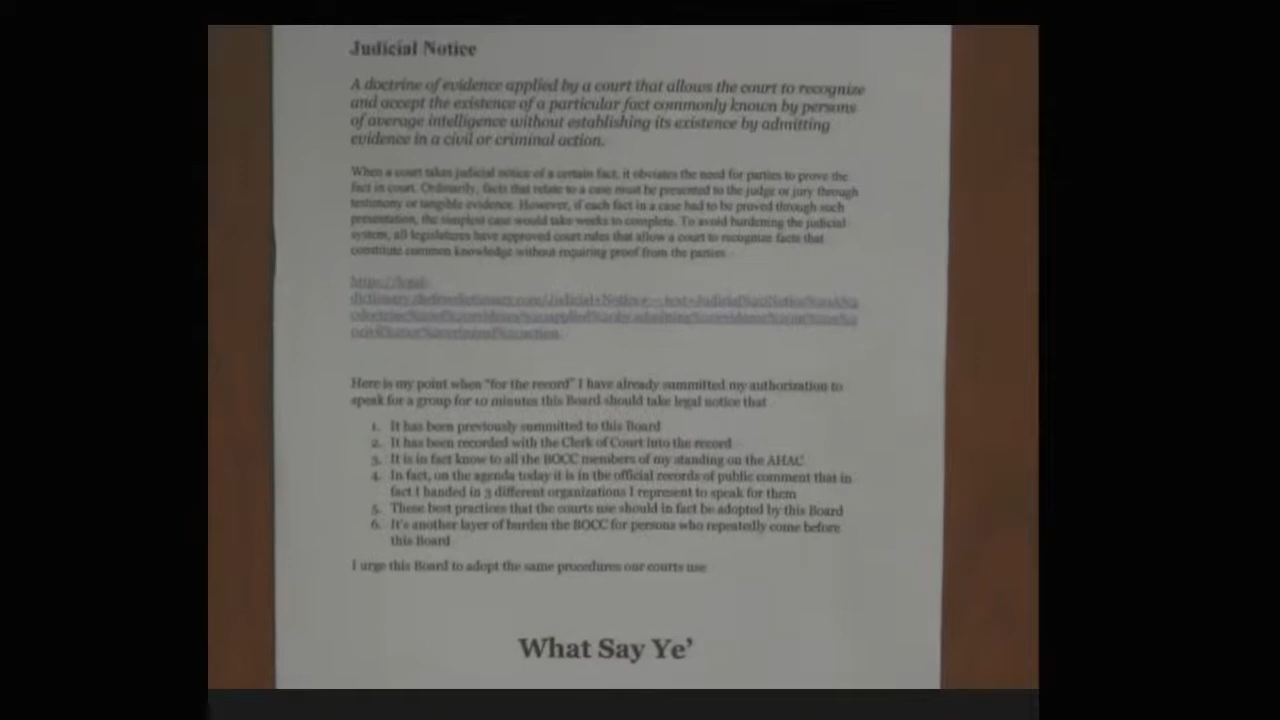 Judicial Notice
A doctrine of evidence applied by a court that allows the court to recognize
and accept the existence of a particular fact commonly known by persons
of average intelligence without establishing its existence by admitting
evidence in a civil or criminal action.
When a court takes judicial notice of a certain fact, it obviates the need for parties to prove the
fact in court. Ordinarily, facts that relate to a case must be presented to the judge or jury through
testimony or tangible evidence. However, if each fact in a case had to be proved through such
presentation, the simplest case would take weeks to complete. To avoid burdening the judicial
system, all legislatures have approved court rules that allow a court to recognize facts that
constitute common knowledge without requiring proof from the parties.
https://legal-
Here is my point when "for the record" I have already summitted my authorization to
speak for a group for 10 minutes this Board should take legal notice that
1. It has been previously summitted to this Board
2. It has been recorded with the Clerk of Court into the record
3. It is in fact know to all the BOCC members of my standing on the AHAC
4. In fact, on the agenda today it is in the official records of public comment that in
fact I handed in 3 different organizations I represent to speak for them
5. These best practices that the courts use should in fact be adopted by this Board
6. It's another layer of burden the BOCC for persons who repeatedly come before
this Board
I urge this Board to adopt the same procedures our courts use
What Say Ye'